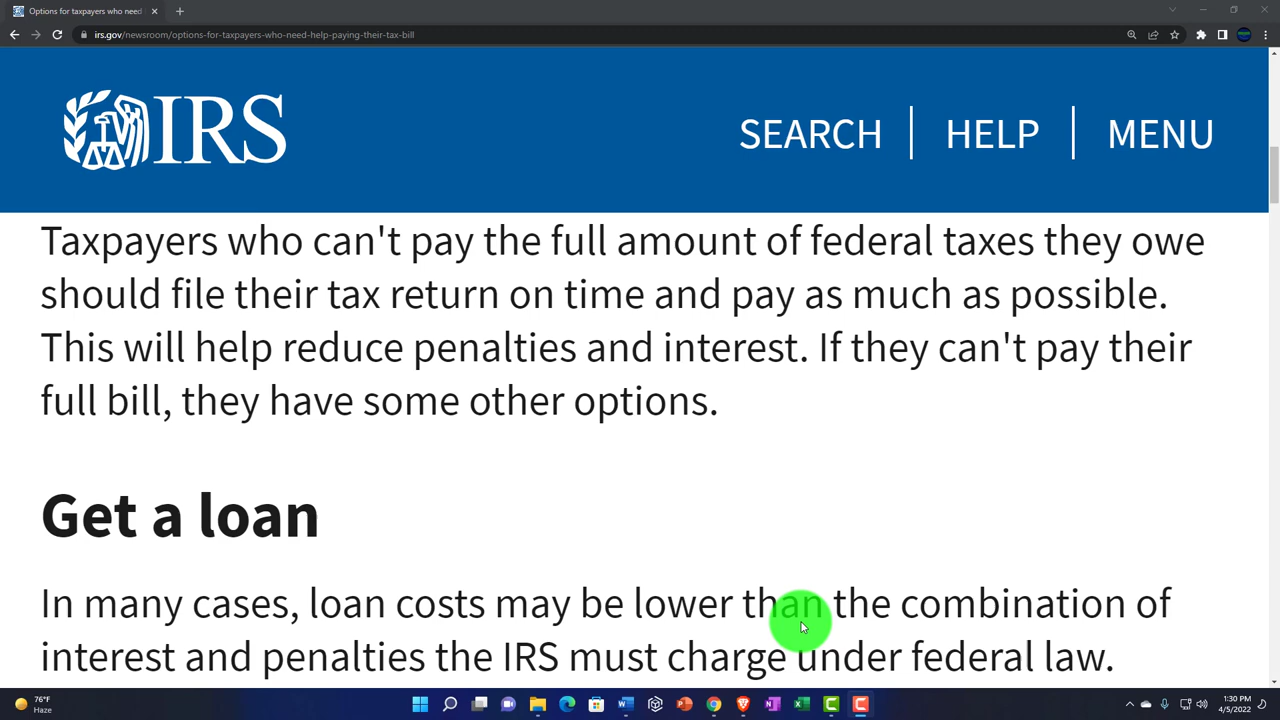 Options for taxpayers who need
irs.gov/newsroom/options-for-taxpayers-who-need-help-paying-their-tax-bill
IRS
SEARCH
HELP
MENU
Taxpayers who can't pay the full amount of federal taxes they owe
should file their tax return on time and pay as much as possible.
This will help reduce penalties and interest. If they can't pay their
full bill, they have some other options.
Get a loan
In many cases, loan costs may be lower than the combination of
interest and penalties the IRS must charge under federal law.
76°F
Haze
1:30 PM
4/5/2022